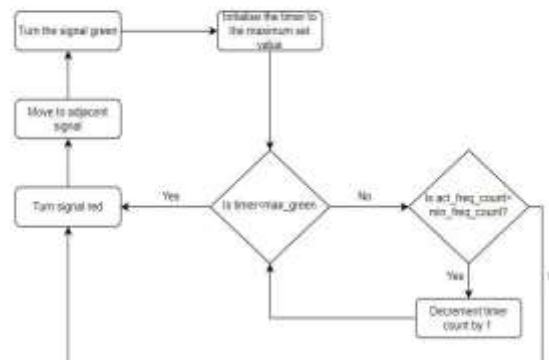 Turn the signal green
Initialise the timer to
the maximum set
value
Move to adjacent
signal
Turn signal red
Yes
Is timer<max_green
No
Is act_freq_count<
min_freq_count?
Yes
Decrement timer
count by 1